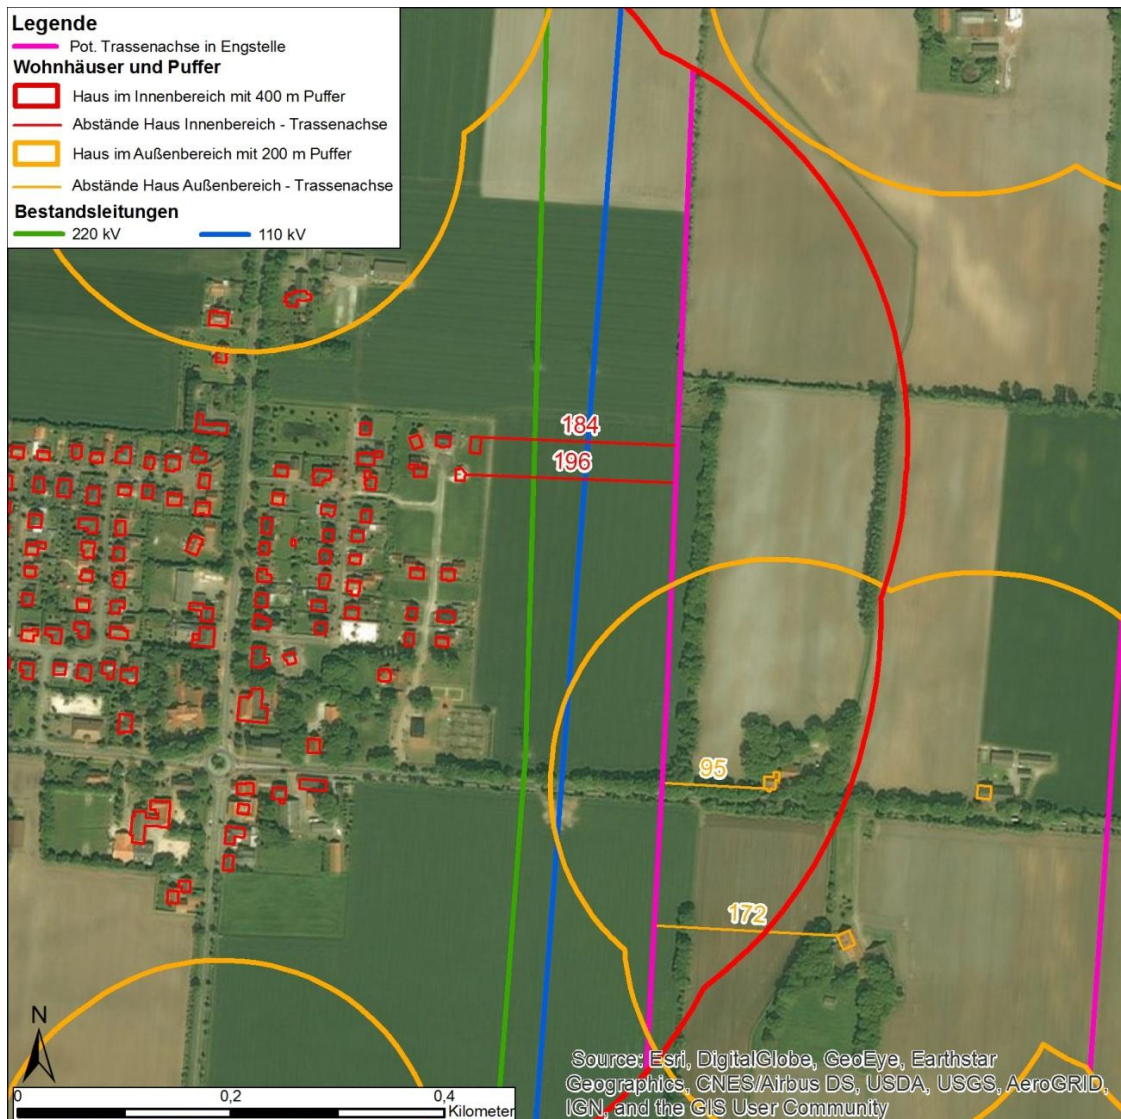 Legende
Pot. Trassenachse in Engstelle
Wohnhäuser und Puffer
Haus im Innenbereich mit 400 m Puffer
Abstände Haus Innenbereich - Trassenachse
Haus im Außenbereich mit 200 m Puffer
Abstände Haus Außenbereich - Trassenachse
Bestandsleitungen
220 kV 110 kV
184
196
95
172
N
0 0,2 0,4
Kilometer
Source: Esri, DigitalGlobe, GeoEye, Earthstar
Geographics, CNES/Airbus DS, USDA, USGS, AeroGRID,
IGN, and the GIS User Community